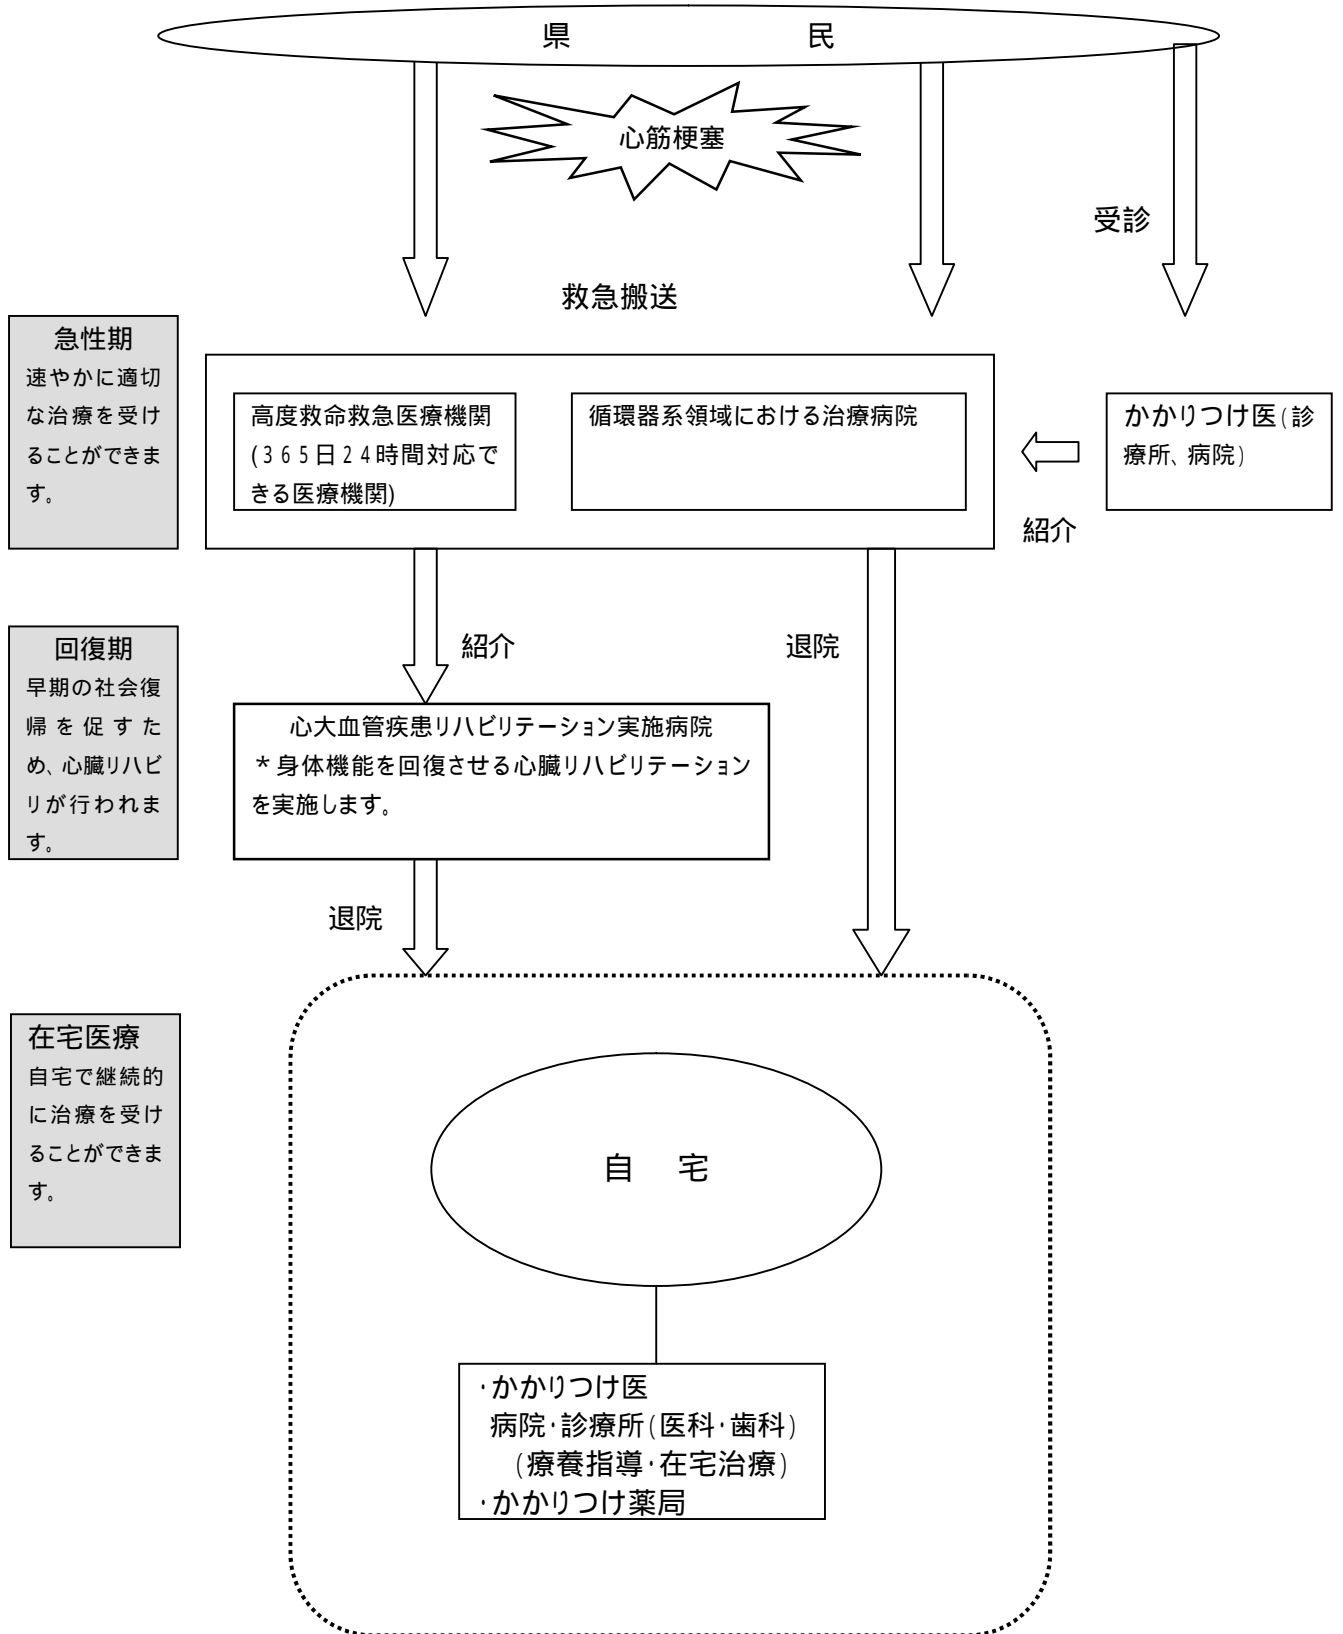 県　　民
心筋梗塞
受診
救急搬送
急性期
速やかに適切
な治療を受け
ることができま
す。
高度救命救急医療機関
(365日24時間対応で
きる医療機関)
循環器系領域における治療病院
かかりつけ医(診
療所、病院)
紹介
回復期
早期の社会復
帰を促すた
め、心臓リハビ
リが行われま
す。
紹介
退院
心大血管疾患リハビリテーション実施病院
＊身体機能を回復させる心臓リハビリテーション
を実施します。
退院
在宅医療
自宅で継続的
に治療を受け
ることができま
す。
自　宅
・かかりつけ医
病院・診療所(医科・歯科)
(療養指導・在宅治療)
・かかりつけ薬局